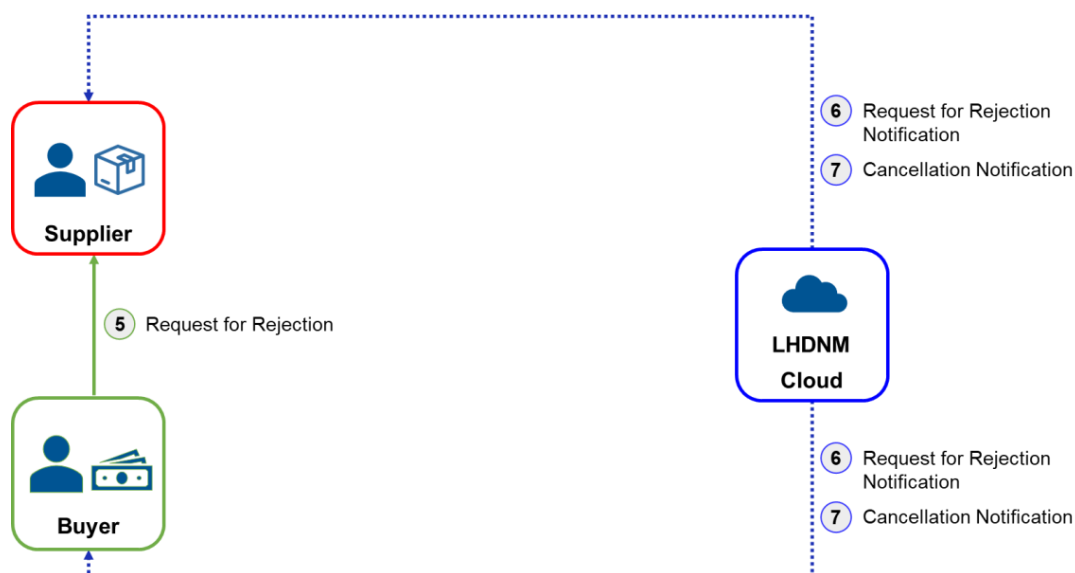 6 Request for Rejection
Notification
7 Cancellation Notification
Supplier
5 Request for Rejection
LHDNM
Cloud
6 Request for Rejection
Notification
7 Cancellation Notification
Buyer